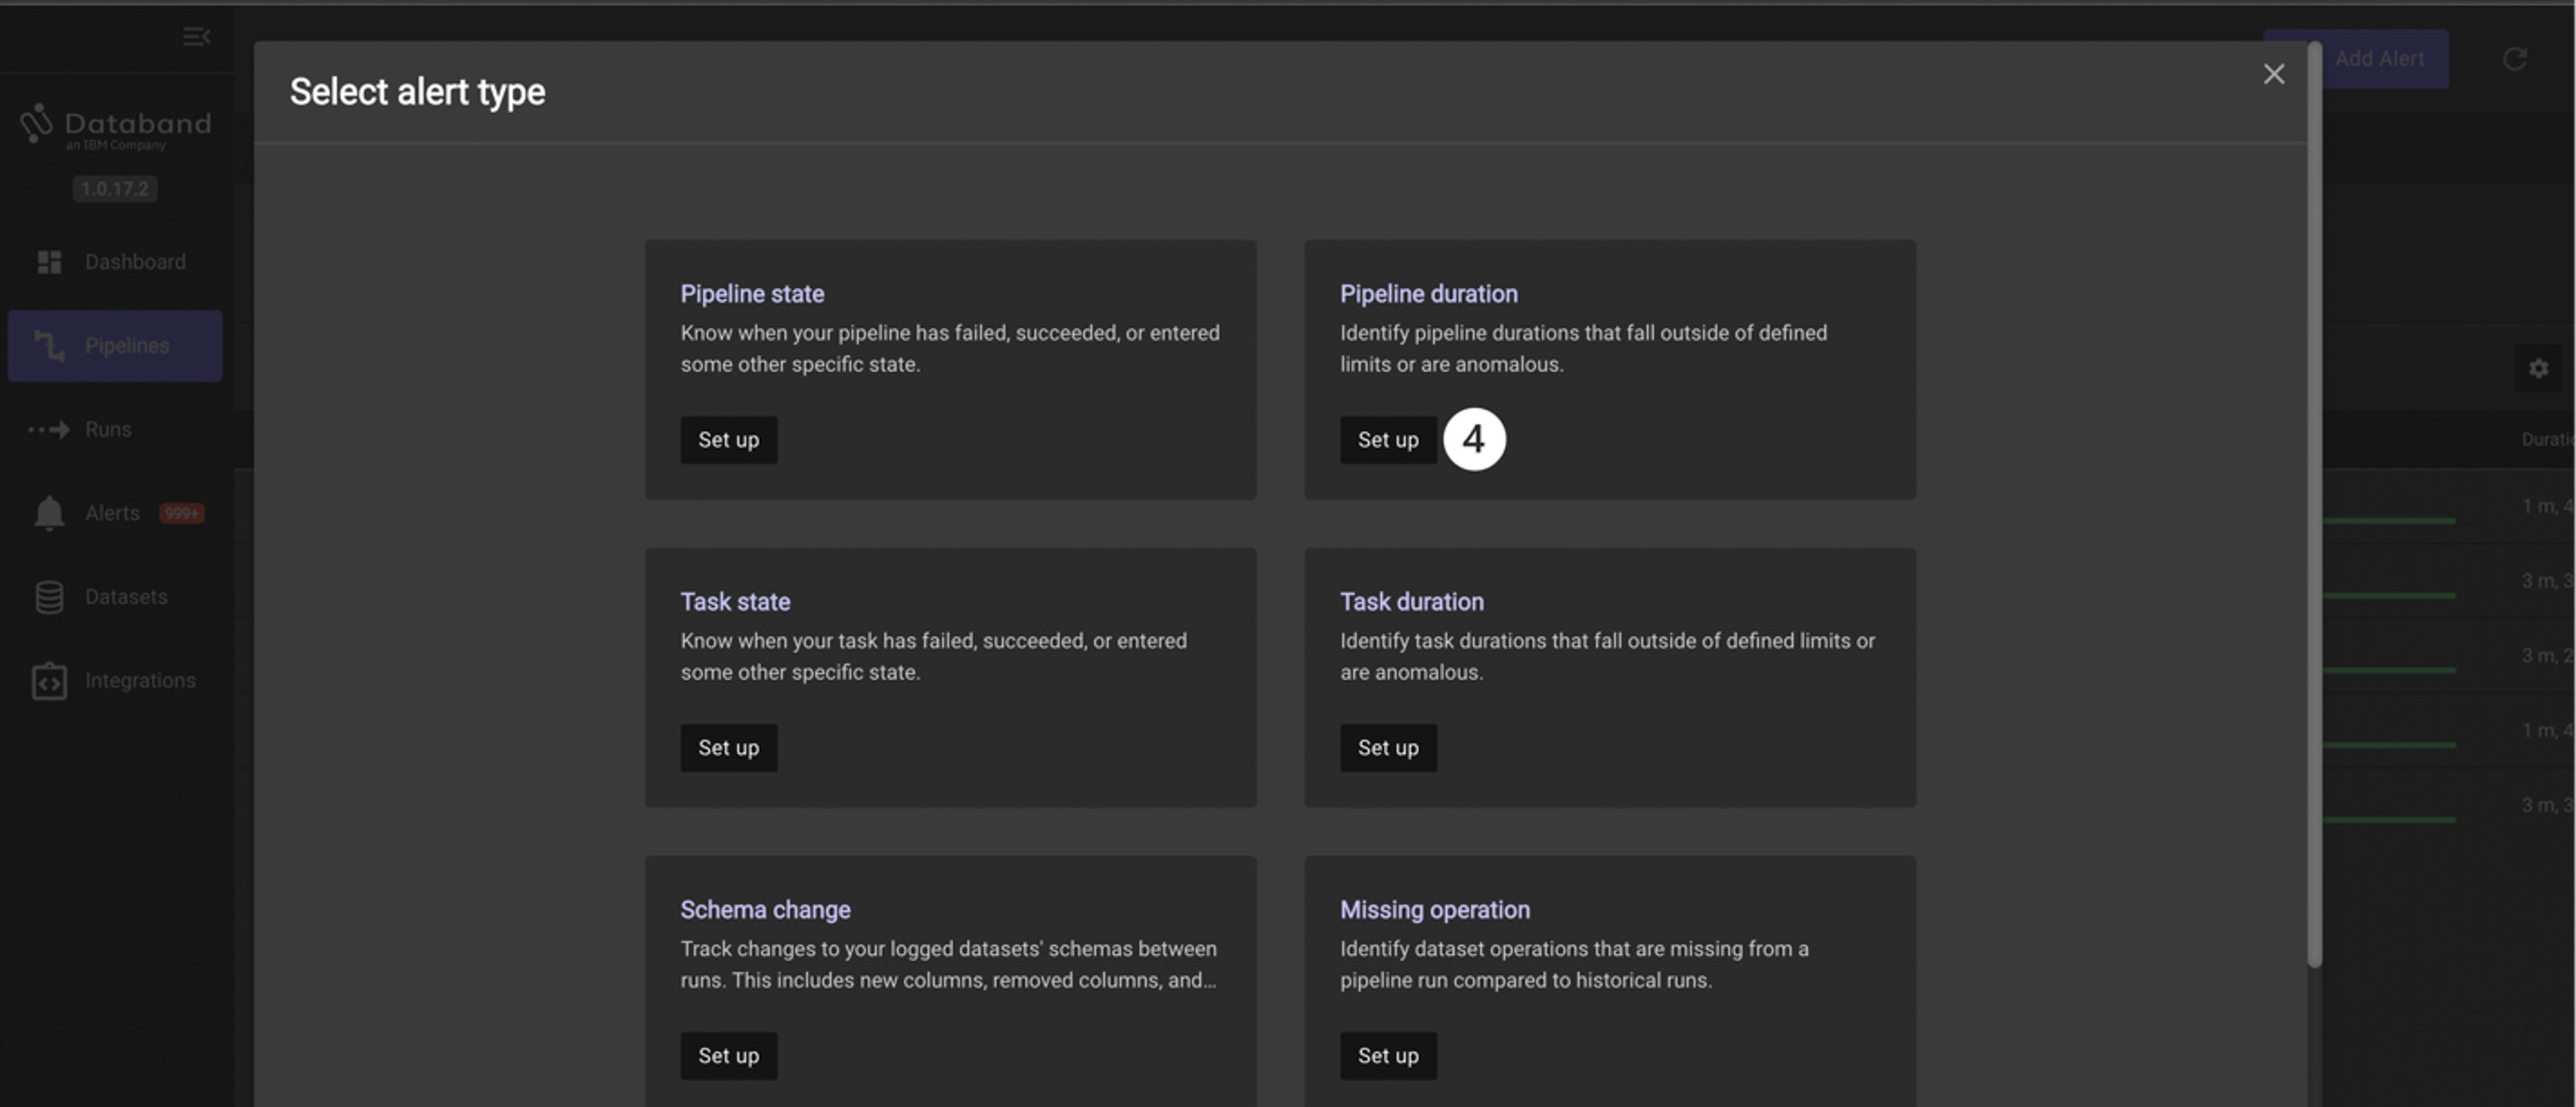 Select alert type
Add Alert
Databand
an IBM Company
1.0.17.2
Dashboard
Pipelines
Runs
Alerts 999+
Datasets
Integrations
Pipeline state
Know when your pipeline has failed, succeeded, or entered
some other specific state.
Set up
Pipeline duration
Identify pipeline durations that fall outside of defined
limits or are anomalous.
Set up 4
Task state
Know when your task has failed, succeeded, or entered
some other specific state.
Set up
Task duration
Identify task durations that fall outside of defined limits or
are anomalous.
Set up
Schema change
Track changes to your logged datasets' schemas between
runs. This includes new columns, removed columns, and...
Set up
Missing operation
Identify dataset operations that are missing from a
pipeline run compared to historical runs.
Set up
1 m, 4
3 m, 3
3 m, 2
1 m, 4
3 m, 3